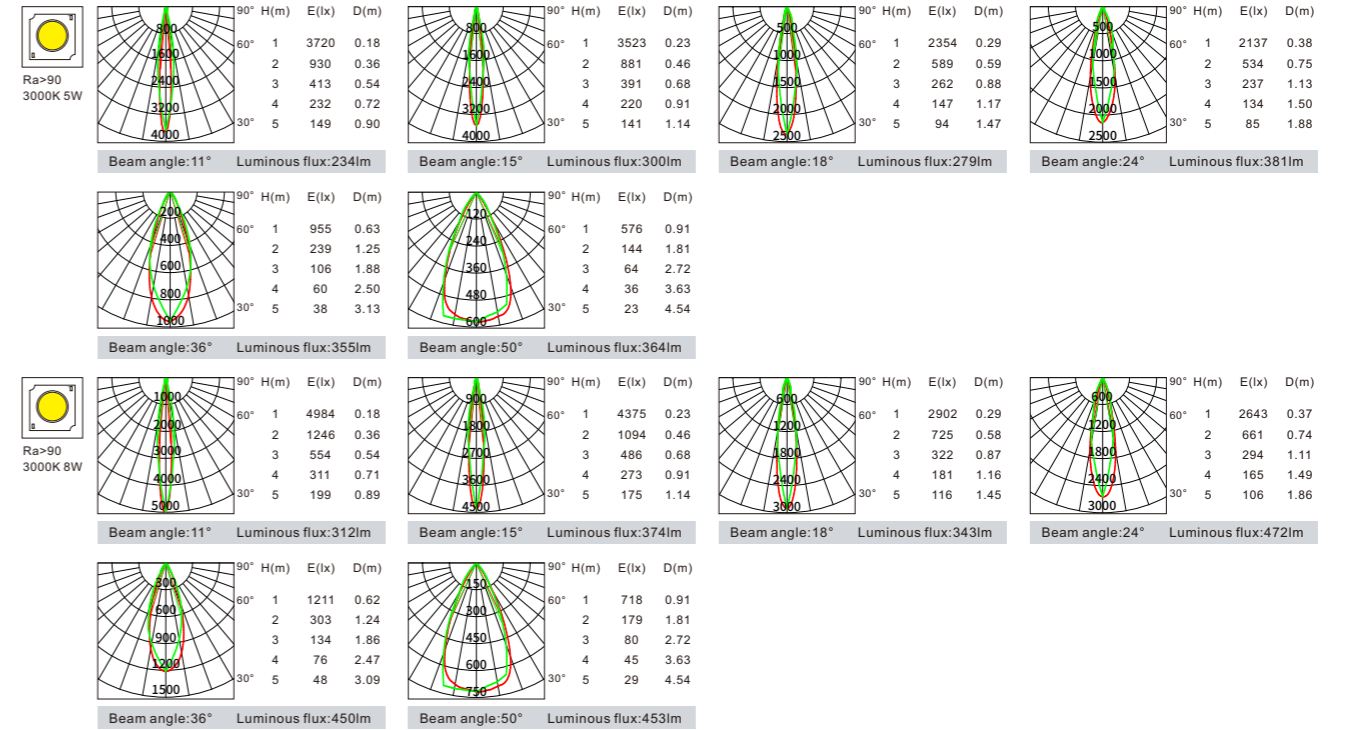 Ra>90
3000K 5W
800
1600
2400
3200
4000
90° H(m) E(lx) D(m)
60° 1 3720 0.18
2 930 0.36
3 413 0.54
4 232 0.72
30° 5 149 0.90
Beam angle:11° Luminous flux:234lm
800
1600
2400
3200
4000
90° H(m) E(lx) D(m)
60° 1 3523 0.23
2 881 0.46
3 391 0.68
4 220 0.91
30° 5 141 1.14
Beam angle:15° Luminous flux:300lm
500
1000
1500
2000
2500
90° H(m) E(lx) D(m)
60° 1 2354 0.29
2 589 0.59
3 262 0.88
4 147 1.17
30° 5 94 1.47
Beam angle:18° Luminous flux:279lm
500
1000
1500
2000
2500
90° H(m) E(lx) D(m)
60° 1 2137 0.38
2 534 0.75
3 237 1.13
4 134 1.50
30° 5 85 1.88
Beam angle:24° Luminous flux:381lm
200
400
600
800
1000
90° H(m) E(lx) D(m)
60° 1 955 0.63
2 239 1.25
3 106 1.88
4 60 2.50
30° 5 38 3.13
Beam angle:36° Luminous flux:355lm
120
240
360
480
600
90° H(m) E(lx) D(m)
60° 1 576 0.91
2 144 1.81
3 64 2.72
4 36 3.63
30° 5 23 4.54
Beam angle:50° Luminous flux:364lm
Ra>90
3000K 8W
1000
2000
3000
4000
5000
90° H(m) E(lx) D(m)
60° 1 4984 0.18
2 1246 0.36
3 554 0.54
4 311 0.71
30° 5 199 0.89
Beam angle:11° Luminous flux:312lm
900
1800
2700
3600
4500
90° H(m) E(lx) D(m)
60° 1 4375 0.23
2 1094 0.46
3 486 0.68
4 273 0.91
30° 5 175 1.14
Beam angle:15° Luminous flux:374lm
600
1200
1800
2400
3000
90° H(m) E(lx) D(m)
60° 1 2902 0.29
2 725 0.58
3 322 0.87
4 181 1.16
30° 5 116 1.45
Beam angle:18° Luminous flux:343lm
600
1200
1800
2400
3000
90° H(m) E(lx) D(m)
60° 1 2643 0.37
2 661 0.74
3 294 1.11
4 165 1.49
30° 5 106 1.86
Beam angle:24° Luminous flux:472lm
300
600
900
1200
1500
90° H(m) E(lx) D(m)
60° 1 1211 0.62
2 303 1.24
3 134 1.86
4 76 2.47
30° 5 48 3.09
Beam angle:36° Luminous flux:450lm
150
300
450
600
750
90° H(m) E(lx) D(m)
60° 1 718 0.91
2 179 1.81
3 80 2.72
4 45 3.63
30° 5 29 4.54
Beam angle:50° Luminous flux:453lm